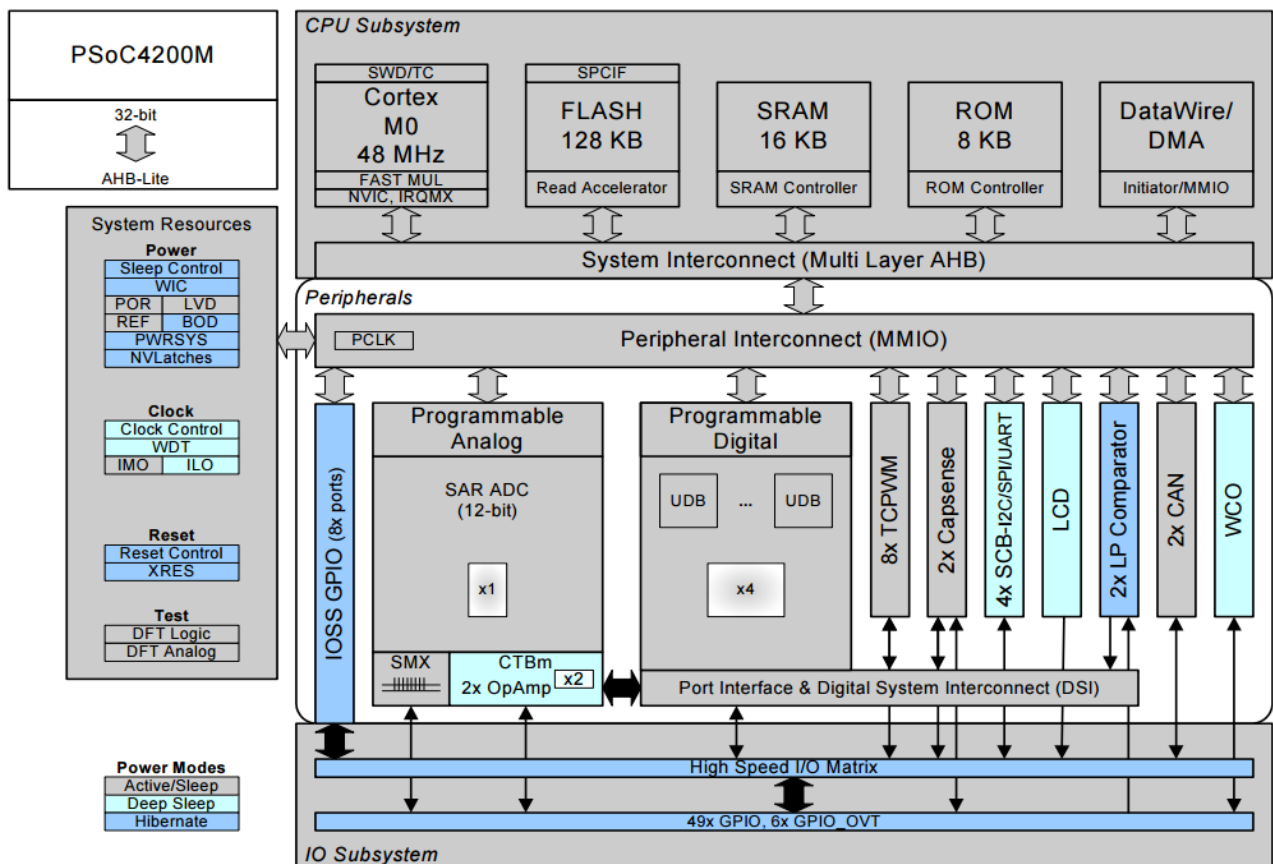 PSoC4200M
32-bit
AHB-Lite
CPU Subsystem
SWD/TC
Cortex
M0
48 MHz
FAST MUL
NVIC, IRQMX
SPCIF
FLASH
128 KB
Read Accelerator
SRAM
16 KB
SRAM Controller
ROM
8 KB
ROM Controller
DataWire/
DMA
Initiator/MMIO
System Interconnect (Multi Layer AHB)
System Resources
Power
Sleep Control
WIC
POR LVD
REF BOD
PWRSYS
NVLatches
Clock
Clock Control
WDT
IMO ILO
Reset
Reset Control
XRES
Test
DFT Logic
DFT Analog
Peripherals
PCLK
Peripheral Interconnect (MMIO)
IOSS GPIO (8x ports)
Programmable
Analog
SAR ADC
(12-bit)
x1
SMX
CTBm
2x OpAmp
x2
Programmable
Digital
UDB ... UDB
x4
8x TCPWM
2x Capsense
4x SCB-I2C/SPI/UART
LCD
2x LP Comparator
2x CAN
WCO
Port Interface & Digital System Interconnect (DSI)
Power Modes
Active/Sleep
Deep Sleep
Hibernate
High Speed I/O Matrix
49x GPIO, 6x GPIO_OVT
IO Subsystem